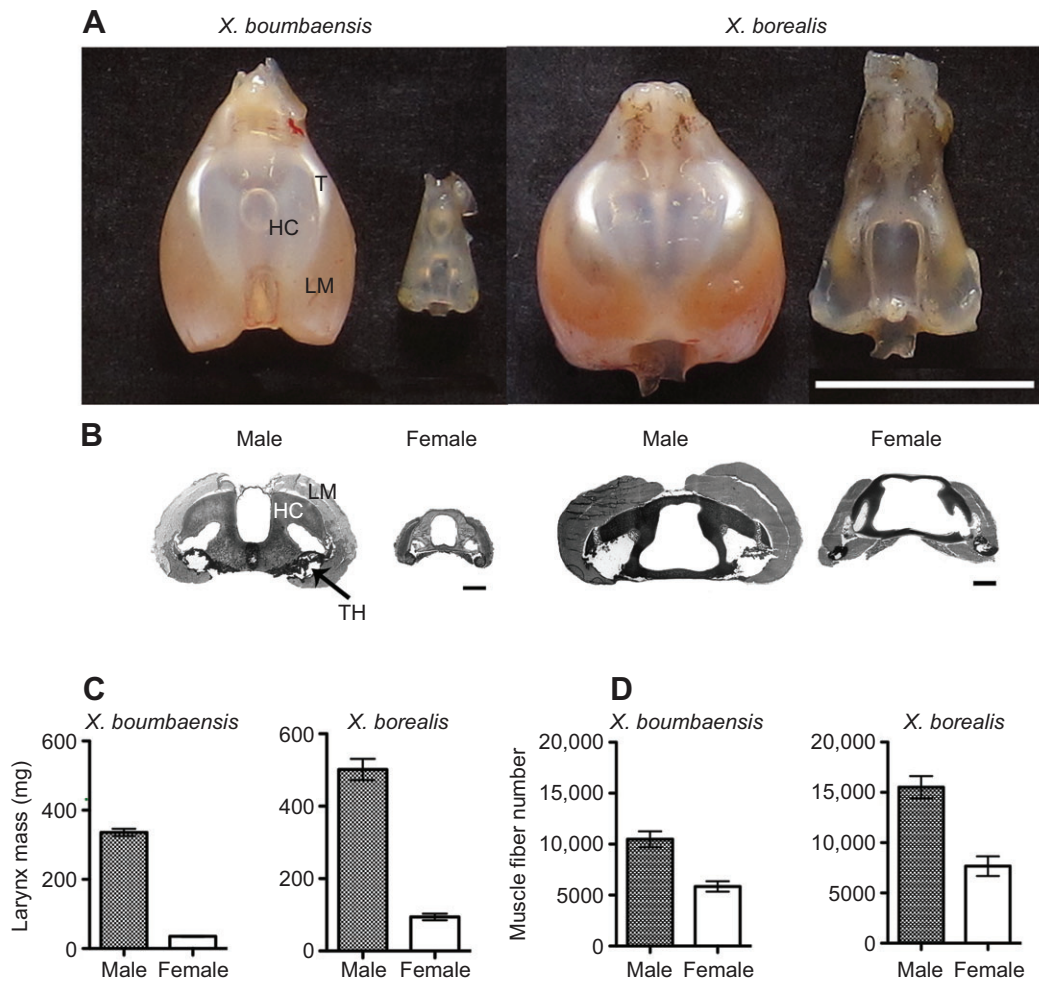 A
X. boumbaensis
X. borealis
T
HC
LM
B
Male
Female
Male
Female
LM
HC
TH
C
D
X. boumbaensis
X. borealis
X. boumbaensis
X. borealis
Larynx mass (mg)
600
400
200
0
Male Female
600
400
200
0
Male Female
Muscle fiber number
20,000
15,000
10,000
5000
0
Male Female
20,000
15,000
10,000
5000
0
Male Female